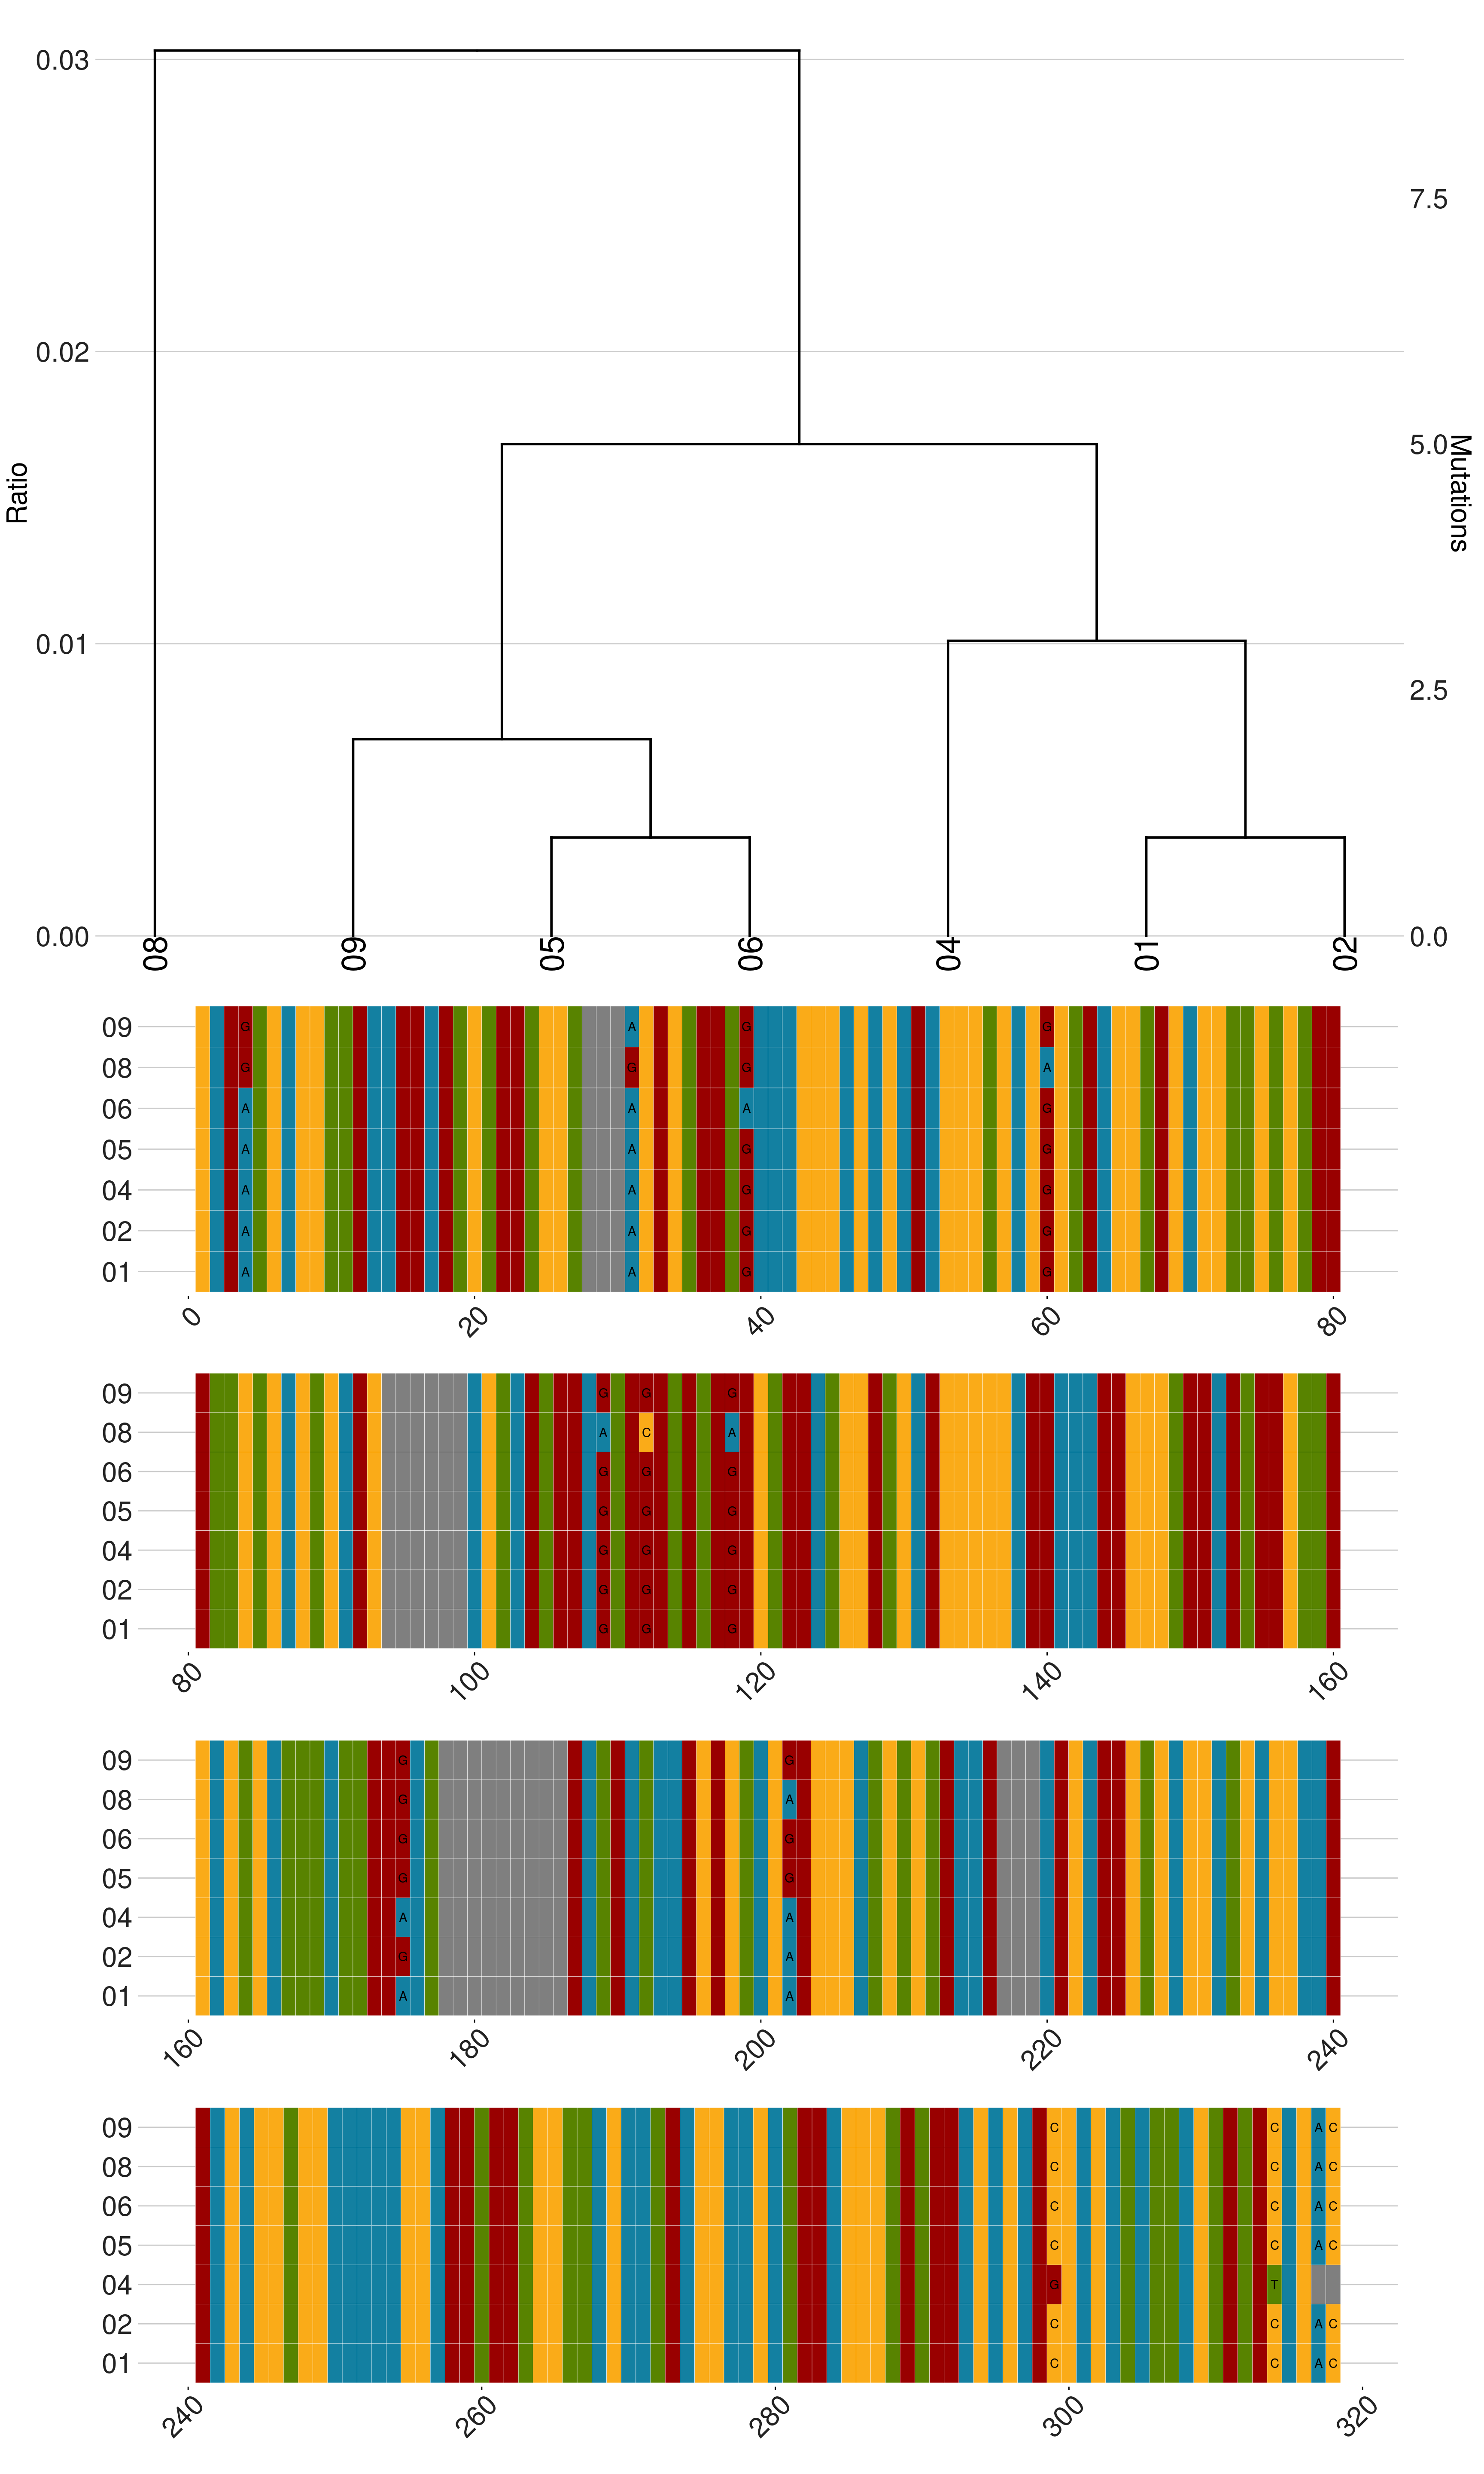 0.03
7.5
0.02
Ratio
5.0
Mutations
0.01
2.5
0.00
0.0
08 09 05 06 04 01 02
09 G A G G
08 G G G A
06 A A A G
05 A A G G
04 A A G G
02 A A G G
01 A A G G
0 20 40 60 80
09 G G G
08 A C A
06 G G G
05 G G G
04 G G G
02 G G G
01 G G G
80 100 120 140 160
09 G G
08 G A
06 G G
05 G G
04 A A
02 G A
01 A A
160 180 200 220 240
09 C C A C
08 C C A C
06 C C A C
05 C C A C
04 G T
02 C C A C
01 C C A C
240 260 280 300 320